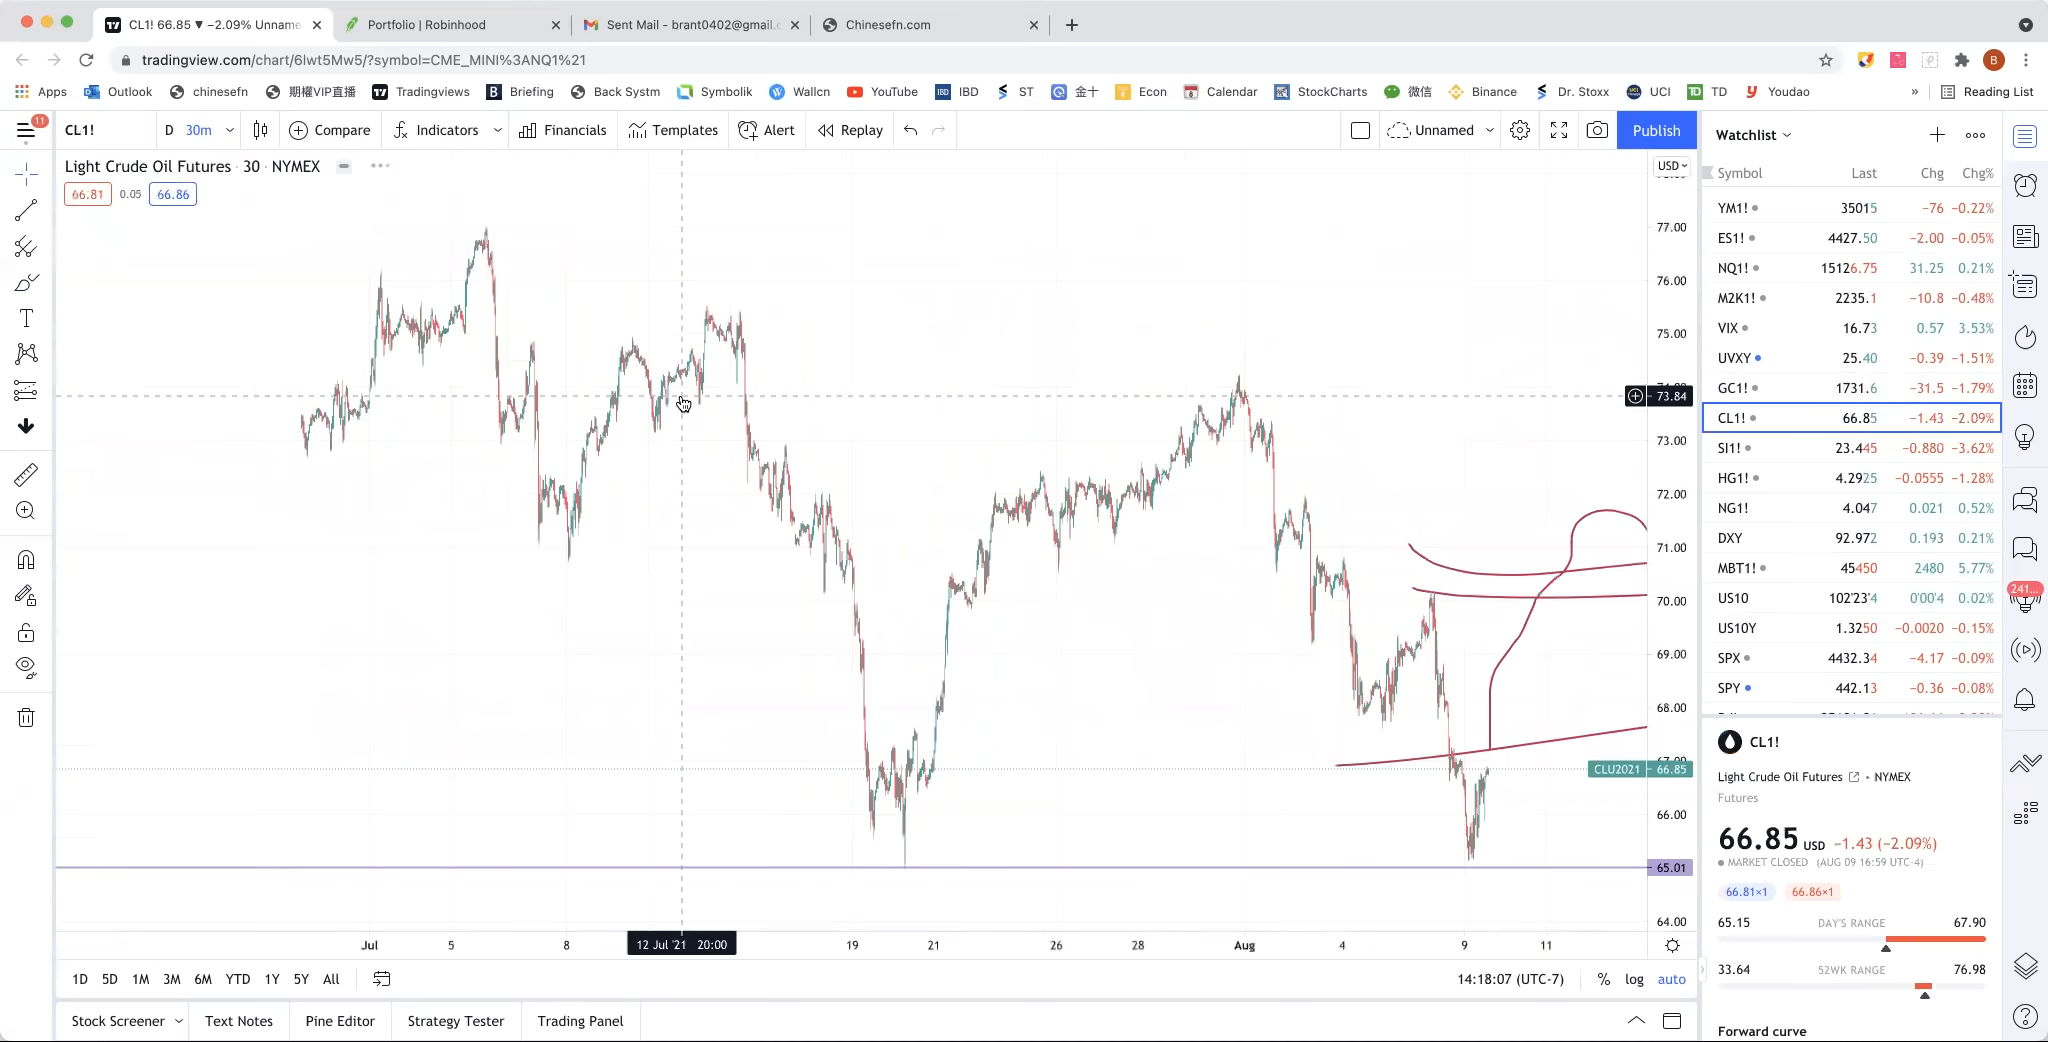 CL1! 66.85 ▼ −2.09% Unname
Portfolio | Robinhood
Sent Mail - brant0402@gmail.c
Chinesefn.com
tradingview.com/chart/6lwt5Mw5/?symbol=CME_MINI%3ANQ1%21
B
Apps Outlook chinesefn 期權VIP直播 Tradingviews Briefing Back Systm Symbolik Wallcn YouTube IBD ST 金十 Econ Calendar StockCharts 微信 Binance Dr. Stoxx UCI TD Youdao » Reading List
11
CL1! D 30m Compare Indicators Financials Templates Alert Replay Unnamed Publish
Watchlist
Light Crude Oil Futures · 30 · NYMEX
66.81 0.05 66.86
USD
77.00
76.00
75.00
73.84
73.00
72.00
71.00
70.00
69.00
68.00
CLU2021 66.85
66.00
65.01
64.00
Jul 5 8 12 Jul '21 20:00 19 21 26 28 Aug 4 9 11
1D 5D 1M 3M 6M YTD 1Y 5Y All
14:18:07 (UTC-7) % log auto
Stock Screener Text Notes Pine Editor Strategy Tester Trading Panel
Symbol Last Chg Chg%
YM1! 35015 −76 −0.22%
ES1! 4427.50 −2.00 −0.05%
NQ1! 15126.75 31.25 0.21%
M2K1! 2235.1 −10.8 −0.48%
VIX 16.73 0.57 3.53%
UVXY 25.40 −0.39 −1.51%
GC1! 1731.6 −31.5 −1.79%
CL1! 66.85 −1.43 −2.09%
SI1! 23.445 −0.880 −3.62%
HG1! 4.2925 −0.0555 −1.28%
NG1! 4.047 0.021 0.52%
DXY 92.972 0.193 0.21%
MBT1! 45450 2480 5.77%
US10 102'23'4 0'00'4 0.02%
US10Y 1.3250 −0.0020 −0.15%
SPX 4432.34 −4.17 −0.09%
SPY 442.13 −0.36 −0.08%
241...
CL1!
Light Crude Oil Futures • NYMEX
Futures
66.85 USD −1.43 (−2.09%)
MARKET CLOSED (AUG 09 16:59 UTC-4)
66.81×1 66.86×1
65.15 DAY'S RANGE 67.90
33.64 52WK RANGE 76.98
Forward curve